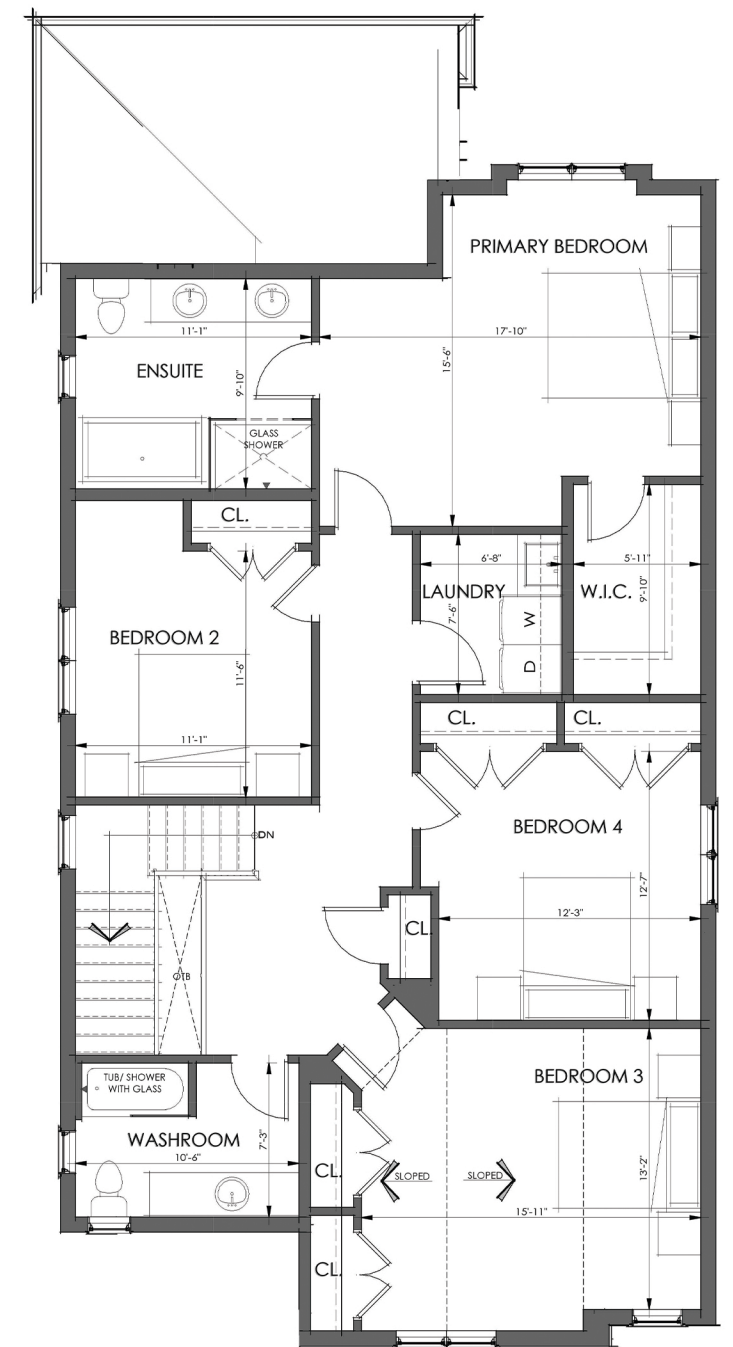 PRIMARY BEDROOM
11'-1"
17'-10"
15'-6"
ENSUITE
9'-10"
GLASS
SHOWER
CL.
6'-8"
5'-11"
LAUNDRY
W.I.C.
7'-6"
9'-10"
W
D
BEDROOM 2
11'-6"
11'-1"
CL.
CL.
DN
BEDROOM 4
12'-7"
12'-3"
CL.
OTB
TUB/ SHOWER
WITH GLASS
BEDROOM 3
WASHROOM
10'-6"
7'-3"
CL.
SLOPED
SLOPED
13'-2"
15'-11"
CL.